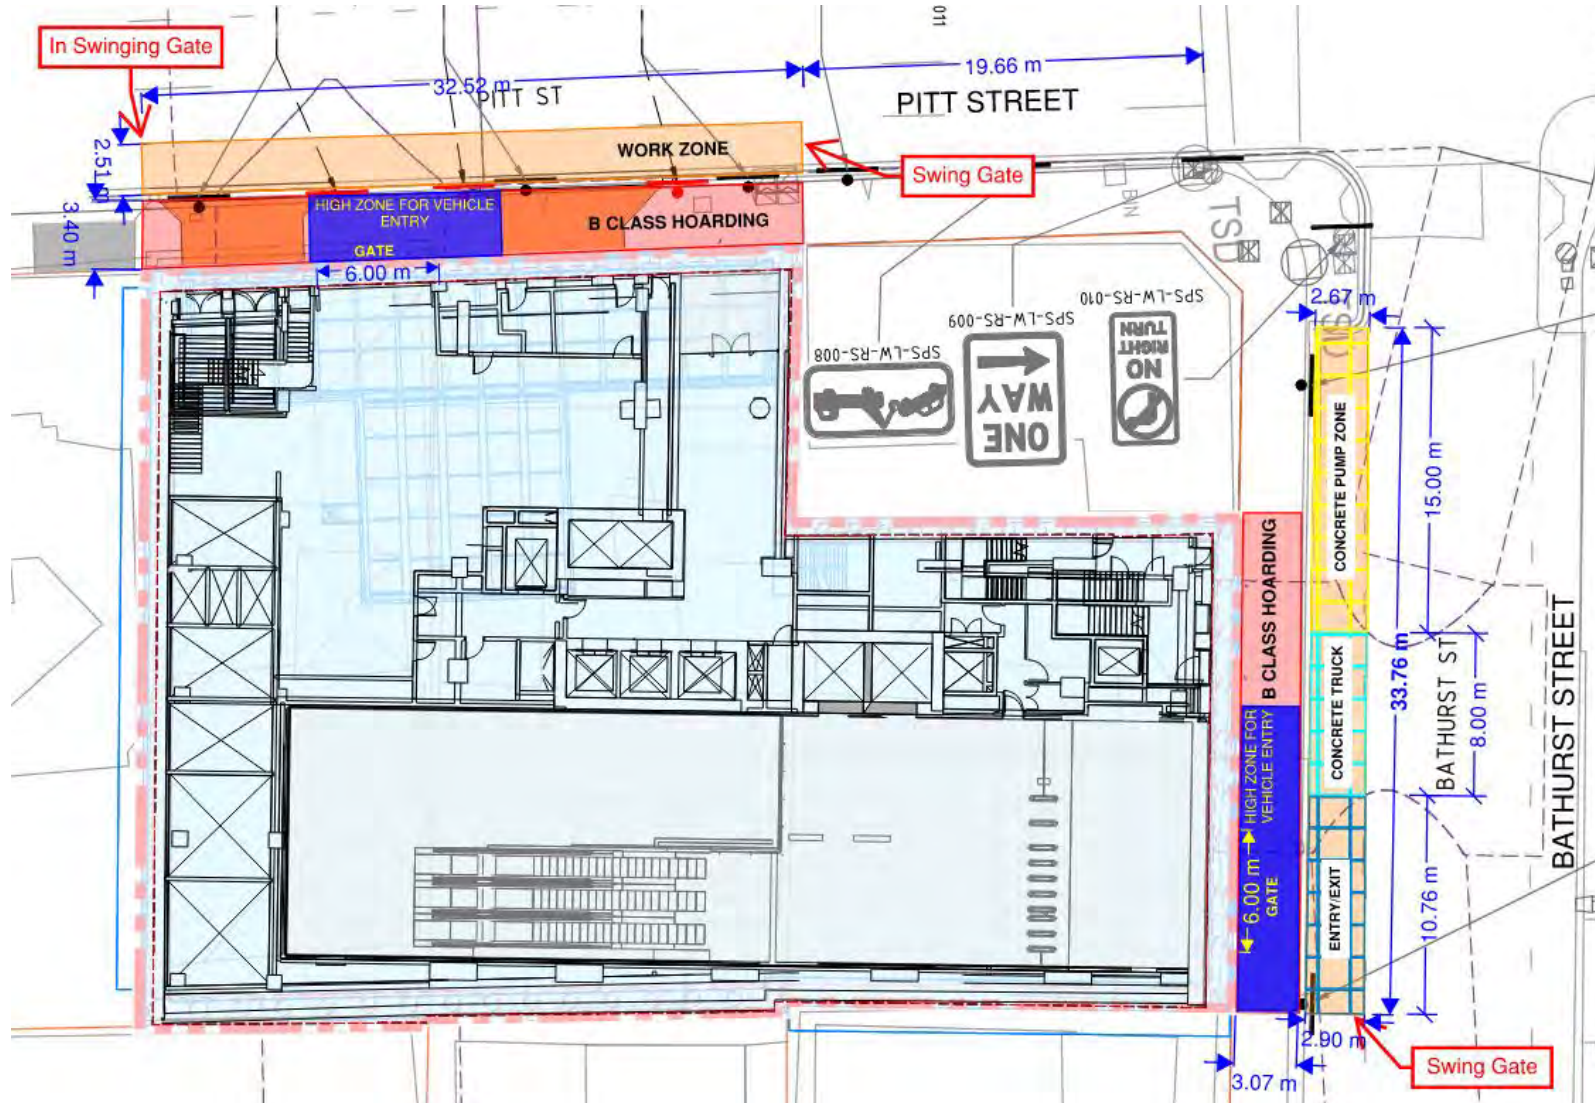 In Swinging Gate
011
19.66 m
32.52 m
PITT ST
PITT STREET
WORK ZONE
Swing Gate
2.51 m
3.40 m
HIGH ZONE FOR VEHICLE
ENTRY
GATE
B CLASS HOARDING
6.00 m
BIN
TSD
2.67 m
SPS-LW-RS-010
SPS-LW-RS-009
SPS-LW-RS-008
NO
RIGHT
TURN
ONE
WAY
CONCRETE PUMP ZONE
15.00 m
B CLASS HOARDING
33.76 m
CONCRETE TRUCK
BATHURST ST
8.00 m
BATHURST STREET
HIGH ZONE FOR
VEHICLE ENTRY
6.00 m
GATE
ENTRY/EXIT
10.76 m
2.90 m
3.07 m
Swing Gate